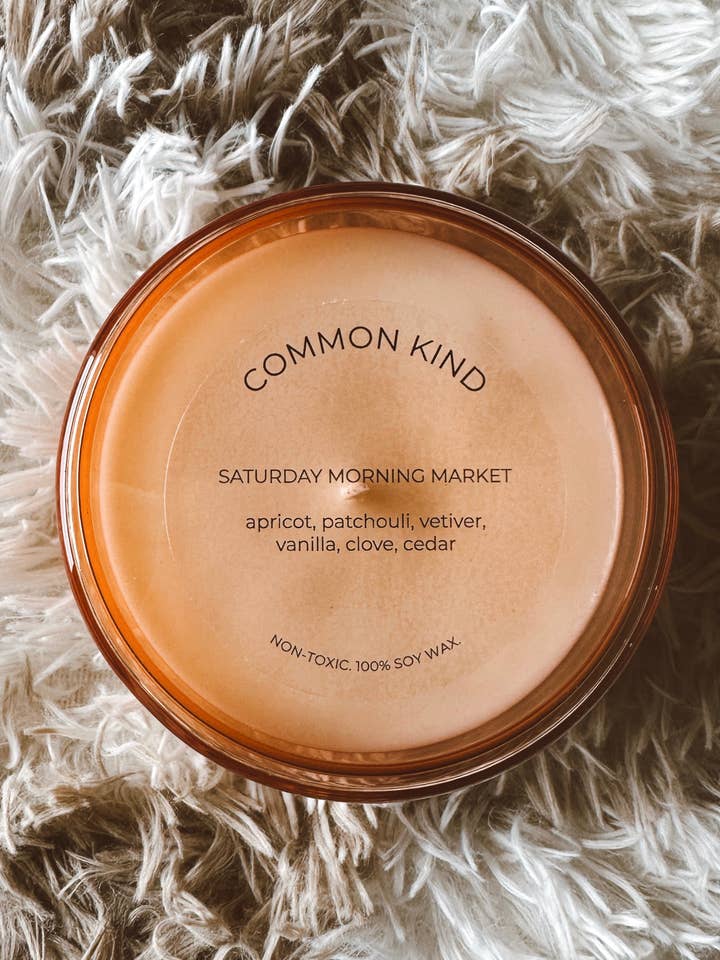 COMMON KIND
SATURDAY MORNING MARKET
apricot, patchouli, vetiver,
vanilla, clove, cedar
NON-TOXIC. 100% SOY WAX.